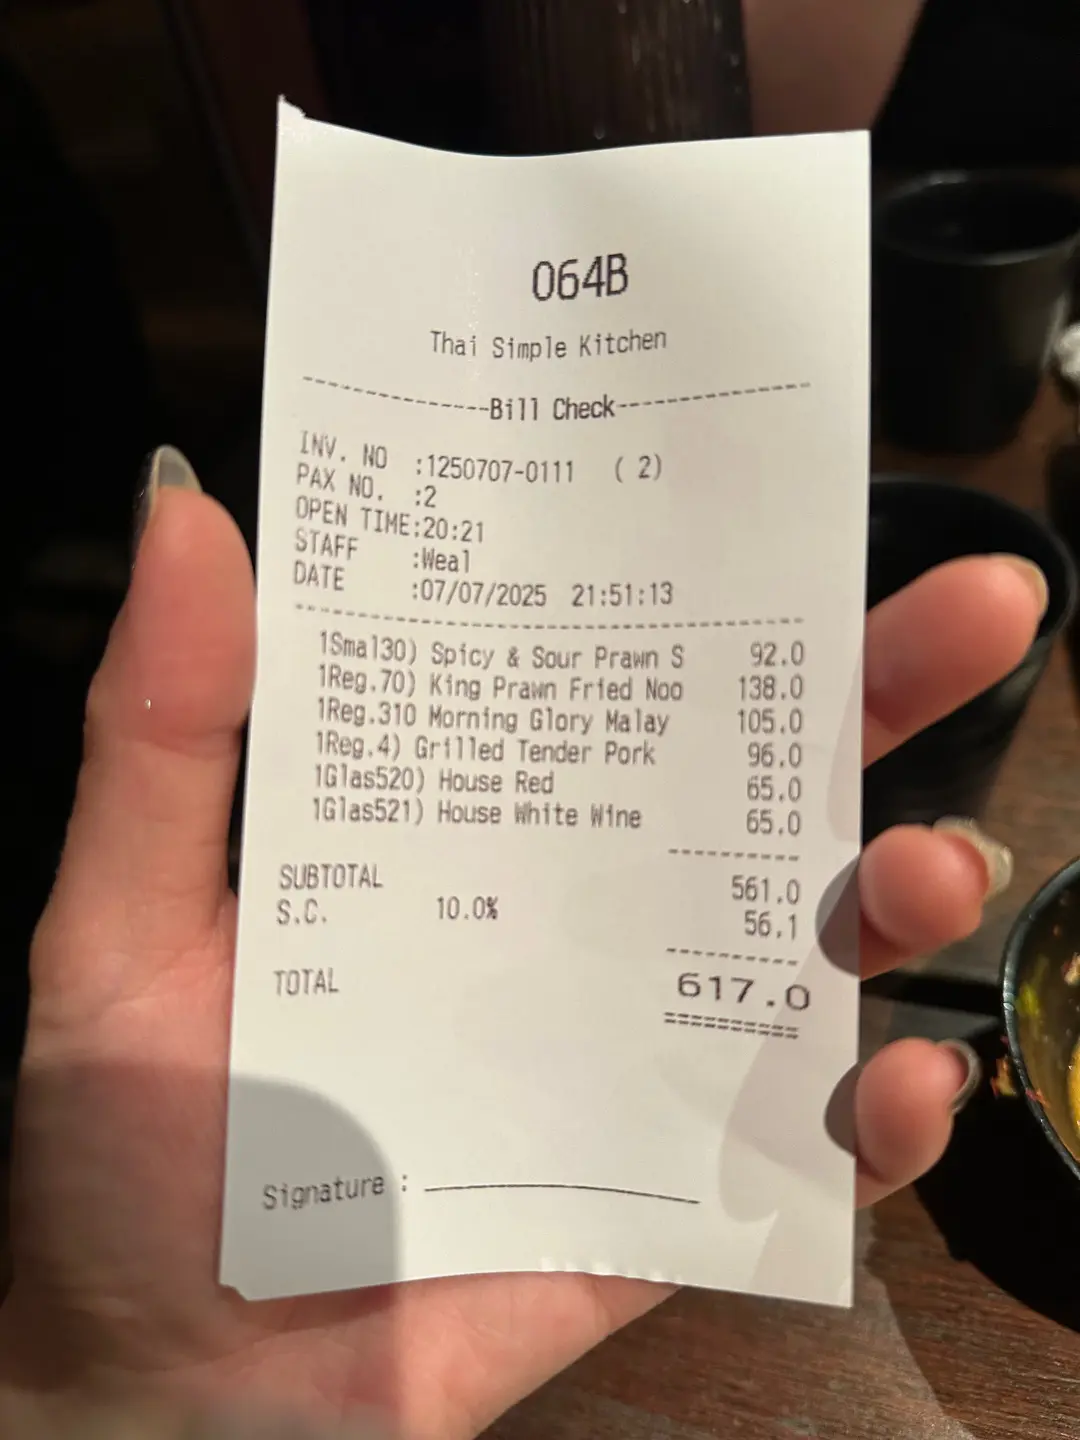 064B
Thai Simple Kitchen
----------Bill Check----------
INV. NO :1250707-0111 ( 2)
PAX NO. :2
OPEN TIME:20:21
STAFF :Weal
DATE :07/07/2025 21:51:13
1Smal30) Spicy & Sour Prawn S 92.0
1Reg.70) King Prawn Fried Noo 138.0
1Reg.310 Morning Glory Malay 105.0
1Reg.4) Grilled Tender Pork 96.0
1Glas520) House Red 65.0
1Glas521) House White Wine 65.0
SUBTOTAL 561.0
S.C. 10.0% 56.1
TOTAL 617.0
Signature : ____________________